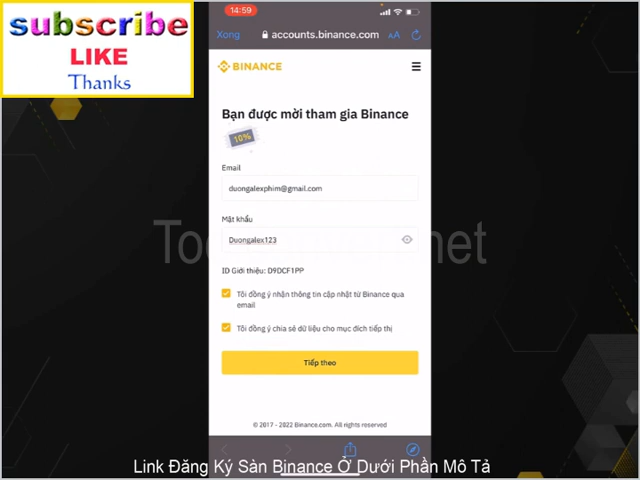 subscribe
LIKE
Thanks
14:59
Xong
accounts.binance.com
AA
BINANCE
Bạn được mời tham gia Binance
10%
Email
duongalexphim@gmail.com
Mật khẩu
Duongalex123
ID Giới thiệu: D9DCF1PP
Tôi đồng ý nhận thông tin cập nhật từ Binance qua
email
Tôi đồng ý chia sẻ dữ liệu cho mục đích tiếp thị
Tiếp theo
© 2017 - 2022 Binance.com. All rights reserved
Link Đăng Ký Sàn Binance Ở Dưới Phần Mô Tả